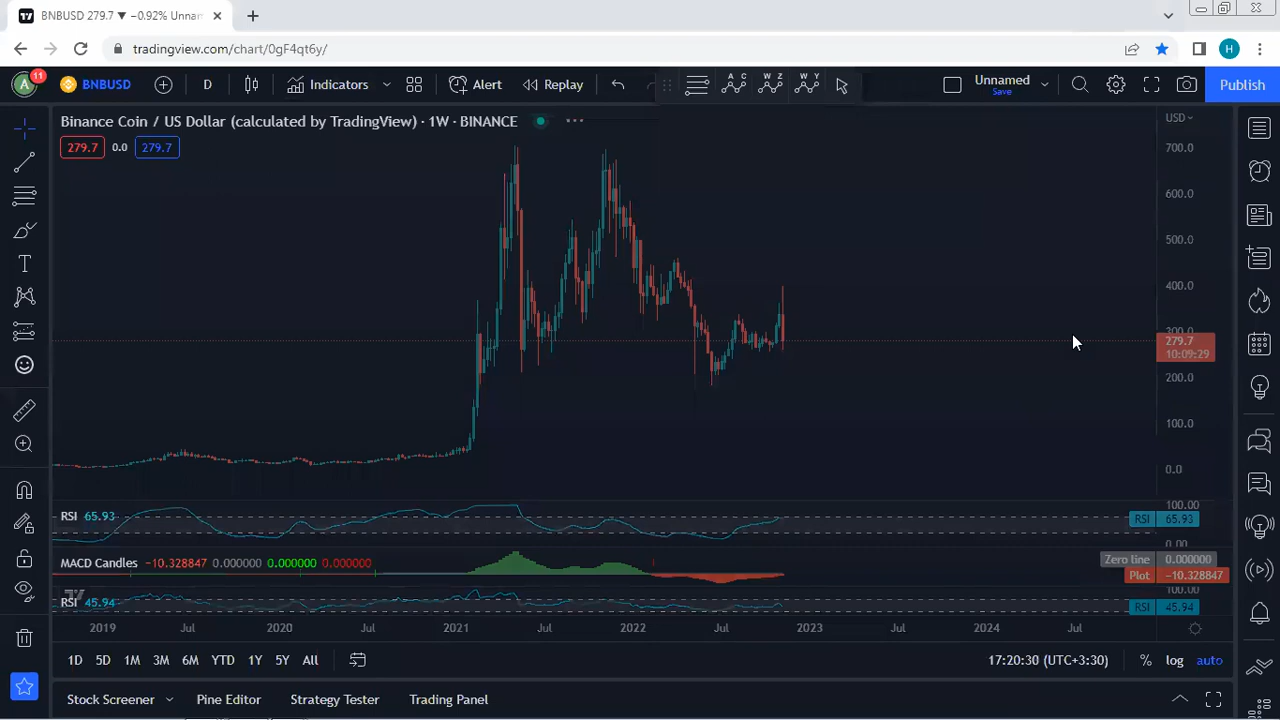 BNBUSD 279.7 ▼ −0.92% Unnam
tradingview.com/chart/0gF4qt6y/
H
A 11 BNBUSD D Indicators Alert Replay A C W Z W Y Unnamed Save Publish
Binance Coin / US Dollar (calculated by TradingView) · 1W · BINANCE
USD
279.7 0.0 279.7
700.0
600.0
500.0
400.0
300.0
279.7
10:09:29
200.0
100.0
0.0
RSI 65.93
100.00
RSI 65.93
0.00
MACD Candles −10.328847 0.000000 0.000000 0.000000
Zero line 0.000000
Plot −10.328847
100.00
RSI 45.94
RSI 45.94
2019 Jul 2020 Jul 2021 Jul 2022 Jul 2023 Jul 2024 Jul
1D 5D 1M 3M 6M YTD 1Y 5Y All 17:20:30 (UTC+3:30) % log auto
Stock Screener Pine Editor Strategy Tester Trading Panel